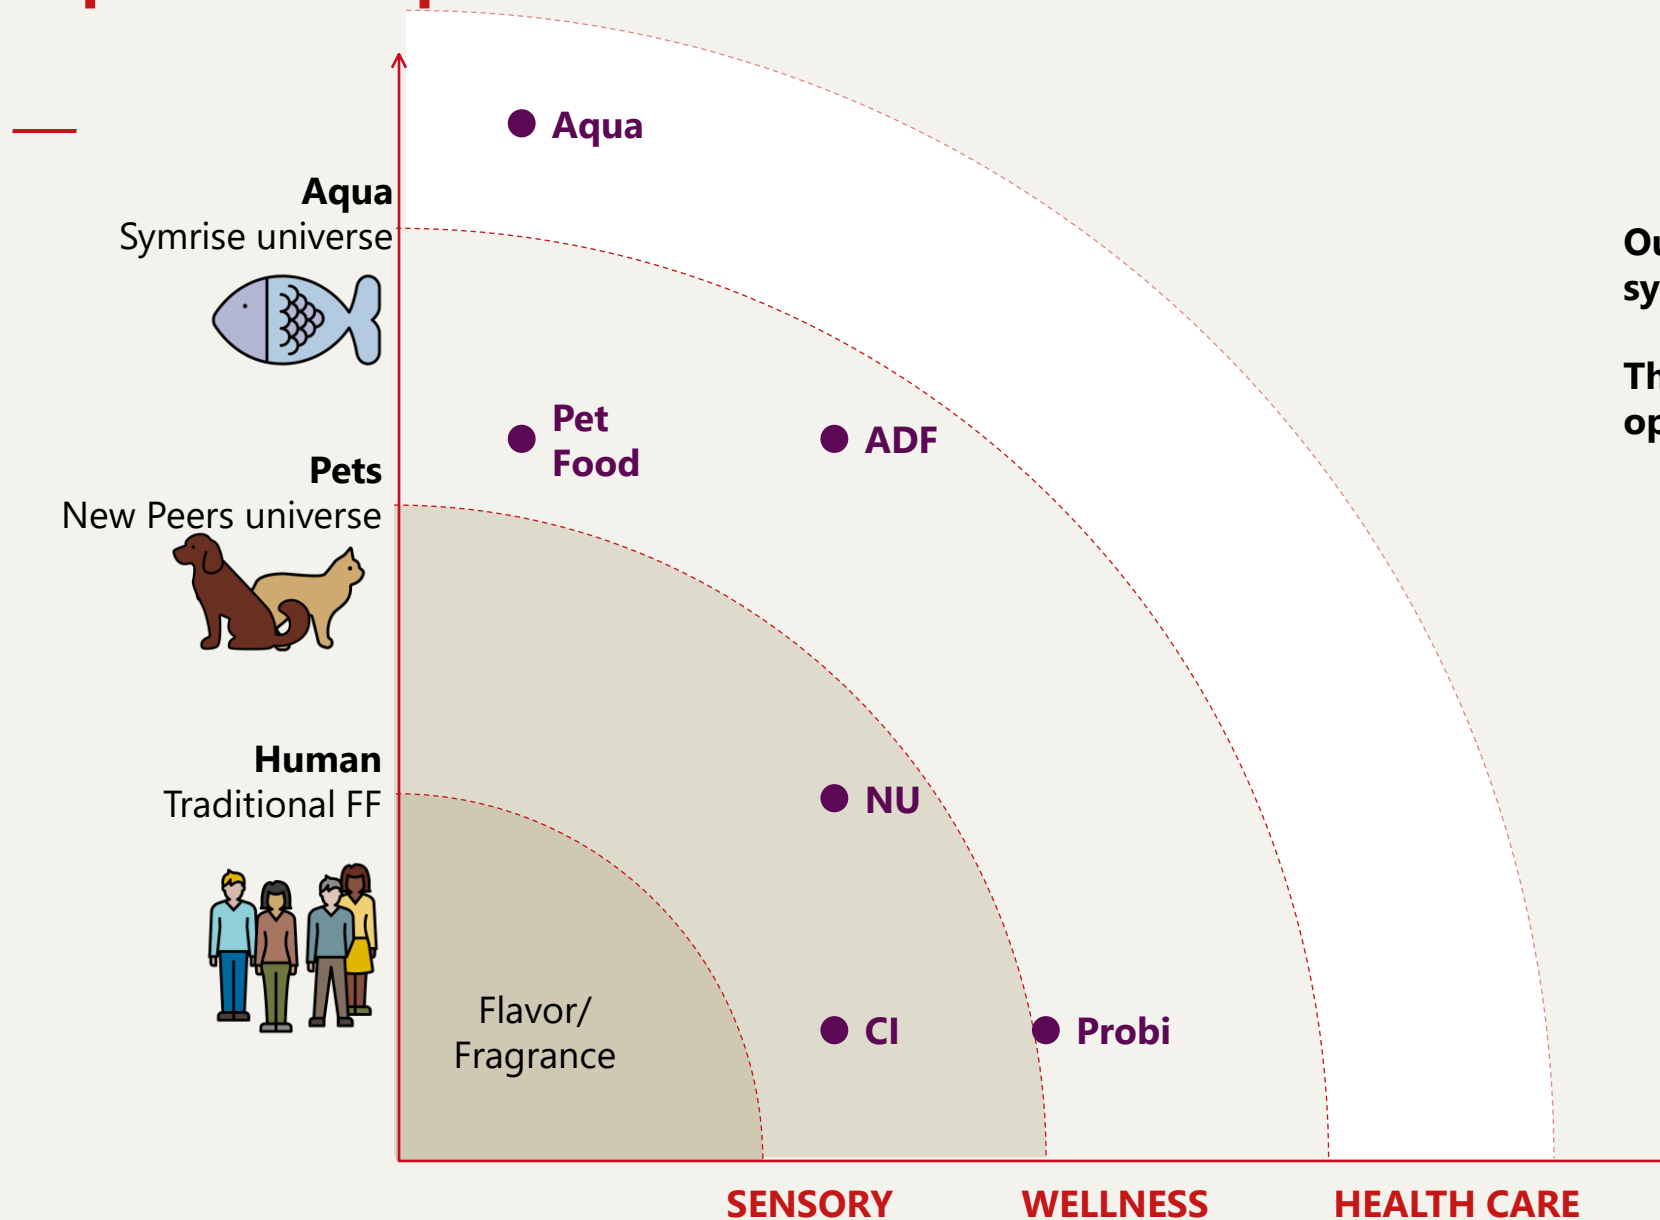 Aqua
Aqua
Symrise universe
Pet
Food
ADF
Pets
New Peers universe
Human
Traditional FF
NU
Flavor/
Fragrance
CI
Probi
SENSORY
WELLNESS
HEALTH CARE